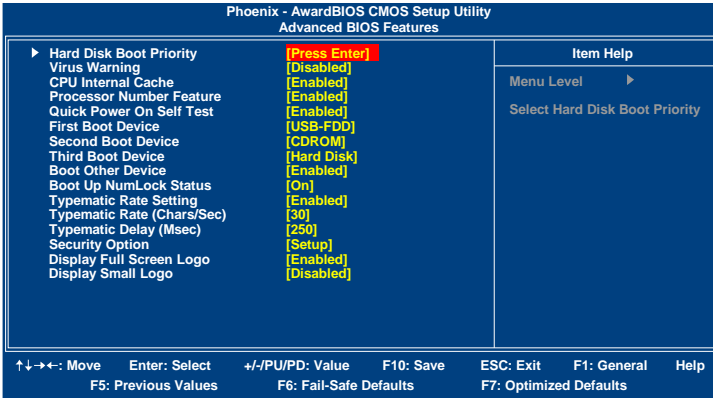 Phoenix - AwardBIOS CMOS Setup Utility
Advanced BIOS Features
Hard Disk Boot Priority [Press Enter]
Virus Warning [Disabled]
CPU Internal Cache [Enabled]
Processor Number Feature [Enabled]
Quick Power On Self Test [Enabled]
First Boot Device [USB-FDD]
Second Boot Device [CDROM]
Third Boot Device [Hard Disk]
Boot Other Device [Enabled]
Boot Up NumLock Status [On]
Typematic Rate Setting [Enabled]
Typematic Rate (Chars/Sec) [30]
Typematic Delay (Msec) [250]
Security Option [Setup]
Display Full Screen Logo [Enabled]
Display Small Logo [Disabled]
Item Help
Menu Level
Select Hard Disk Boot Priority
↑↓→←: Move Enter: Select +/-/PU/PD: Value F10: Save ESC: Exit F1: General Help
F5: Previous Values F6: Fail-Safe Defaults F7: Optimized Defaults